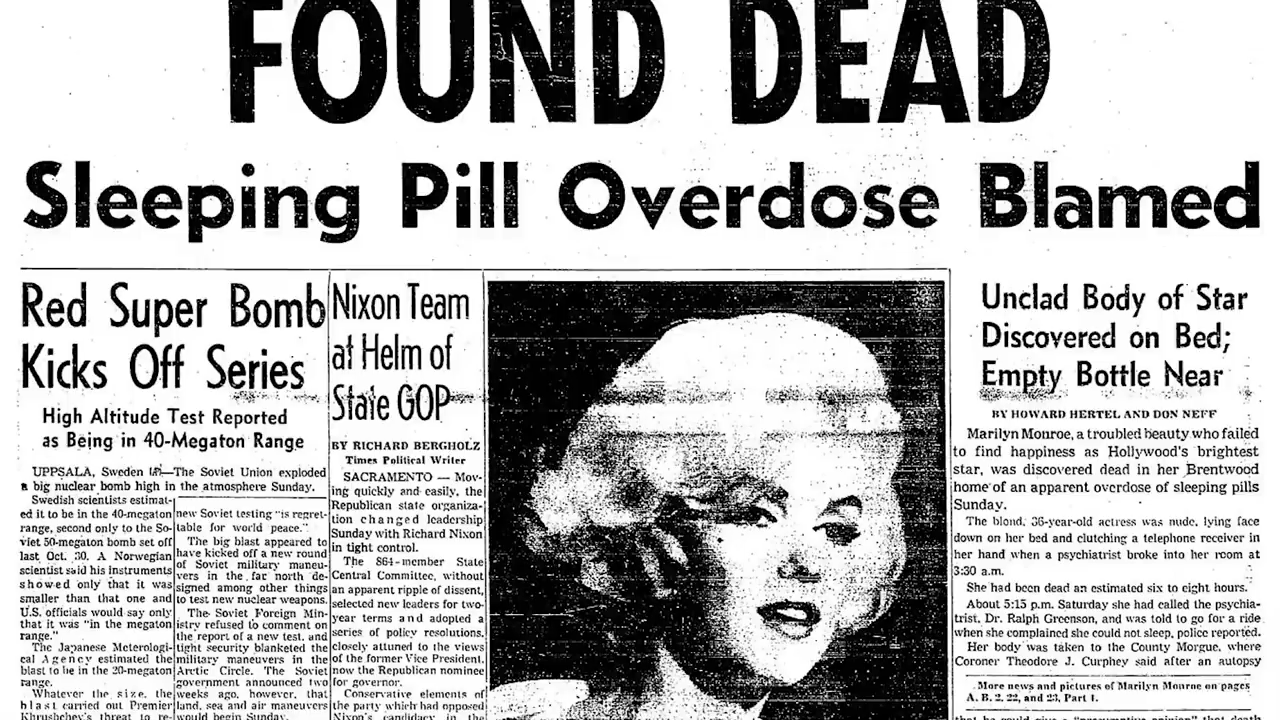 FOUND DEAD
Sleeping Pill Overdose Blamed
Red Super Bomb
Kicks Off Series
High Altitude Test Reported
as Being in 40-Megaton Range
UPPSALA, Sweden (AP)—The Soviet Union exploded
a big nuclear bomb high in the atmosphere Sunday.
Swedish scientists estimat-
ed it to be in the 40-megaton
range, second only to the So-
viet 50-megaton bomb set off
last Oct. 30. A Norwegian
scientist said his instruments
showed only that it was
smaller than that one and
U.S. officials would say only
that it was "in the megaton
range."
The Japanese Meterologi-
cal Agency estimated the
blast to be in the 20-megaton
range.
Whatever the size, the
blast carried out Premier
Khrushchev's threat to re-
new Soviet testing "is regret-
table for world peace."
The big blast appeared to
have kicked off a new round
of Soviet military maneu-
vers in the far north de-
signed among other things
to test new nuclear weapons.
The Soviet Foreign Min-
istry refused to comment on
the report of a new test, and
tight security blanketed the
military maneuvers in the
Arctic Circle. The Soviet
government announced two
weeks ago, however, that
land, sea and air maneuvers
would begin Sunday.
Nixon Team
at Helm of
State GOP
BY RICHARD BERGHOLZ
Times Political Writer
SACRAMENTO — Mov-
ing quickly and easily, the
Republican state organiza-
tion changed leadership
Sunday with Richard Nixon
in tight control.
The 864-member State
Central Committee, without
an apparent ripple of dissent,
selected new leaders for two-
year terms and adopted a
series of policy resolutions,
closely attuned to the views
of the former Vice President,
now the Republican nominee
for governor.
Conservative elements of
the party which had opposed
Nixon's candidacy in the
Unclad Body of Star
Discovered on Bed;
Empty Bottle Near
BY HOWARD HERTEL AND DON NEFF
Marilyn Monroe, a troubled beauty who failed
to find happiness as Hollywood's brightest
star, was discovered dead in her Brentwood
home of an apparent overdose of sleeping pills
Sunday.
The blond, 36-year-old actress was nude, lying face
down on her bed and clutching a telephone receiver in
her hand when a psychiatrist broke into her room at
3:30 a.m.
She had been dead an estimated six to eight hours.
About 5:15 p.m. Saturday she had called the psychia-
trist, Dr. Ralph Greenson, and was told to go for a ride
when she complained she could not sleep, police reported.
Her body was taken to the County Morgue, where
Coroner Theodore J. Curphey said after an autopsy
More news and pictures of Marilyn Monroe on pages
A, B, 2, 22, and 23, Part 1.
that he could give a "presumptive opinion" that death